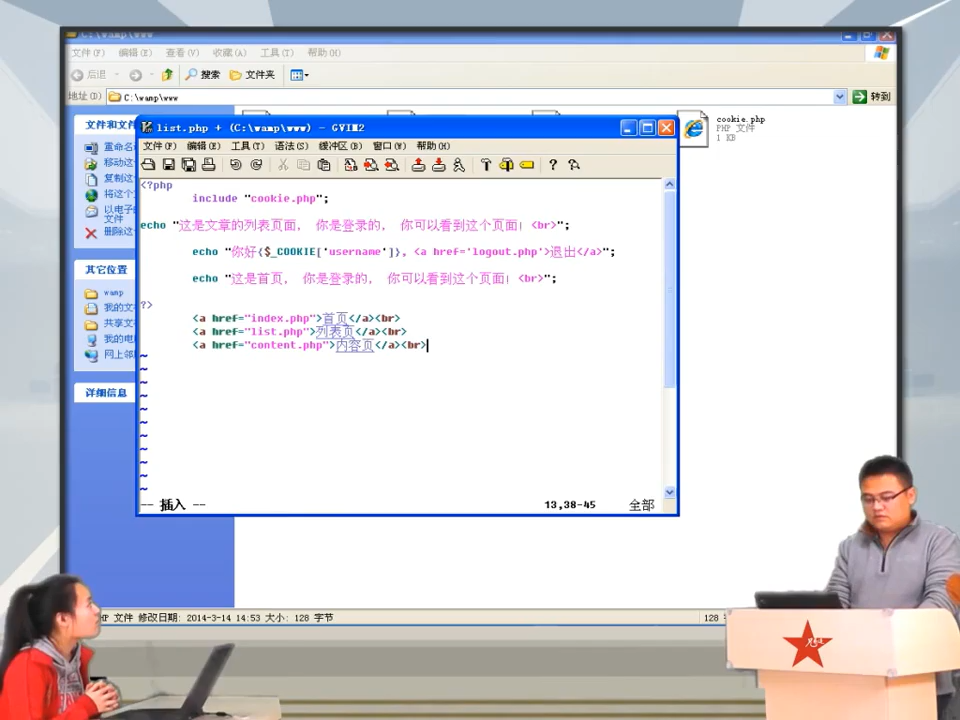 C:\wamp\www
文件(F) 编辑(E) 查看(V) 收藏(A) 工具(T) 帮助(H)
后退 搜索 文件夹
地址(D) C:\wamp\www 转到
cookie.php
PHP 文件
1 KB
文件和文
重命名
移动这
复制这
将这个
以电子
文件
删除这
其它位置
wamp
我的文
共享文
我的电
网上邻
详细信息
list.php + (C:\wamp\www) - GVIM2
文件(F) 编辑(E) 工具(T) 语法(S) 缓冲区(B) 窗口(W) 帮助(H)
<?php
include "cookie.php";
echo "这是文章的列表页面， 你是登录的， 你可以看到这个页面！<br>";
echo "你好{$_COOKIE['username']}, <a href='logout.php'>退出</a>";
echo "这是首页， 你是登录的， 你可以看到这个页面！<br>";
?>
<a href="index.php">首页</a><br>
<a href="list.php">列表页</a><br>
<a href="content.php">内容页</a><br>
~
~
~
~
~
~
~
~
~
~
~
-- 插入 -- 13,38-45 全部
HP 文件 修改日期: 2014-3-14 14:53 大小: 128 字节 128